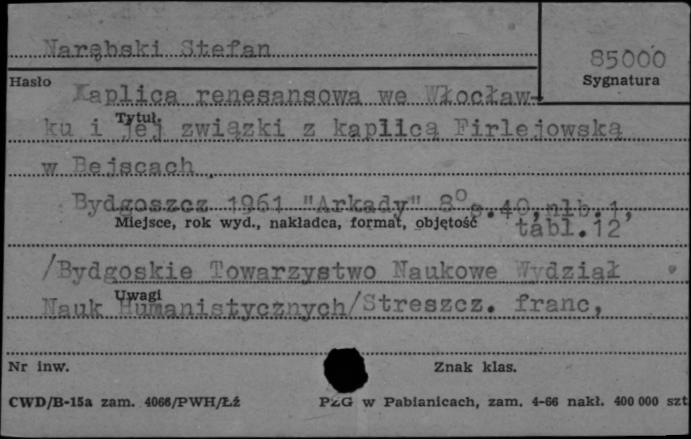 Narębski Stefan
85000
Hasło
Sygnatura
Kaplica renesansowa we Włocław-
Tytuł
ku i jej związki z kaplicą Firlejowską
w Bejscach.
Bydgoszcz 1961 "Arkady" 8° s.40,nlb.1,
Miejsce, rok wyd., nakładca, format, objętość
tabl.12
/Bydgoskie Towarzystwo Naukowe Wydział
Uwagi
Nauk Humanistycznych/Streszcz. franc,
Nr inw.
Znak klas.
CWD/B-15a zam. 4066/PWH/Łż
PZG w Pabianicach, zam. 4-66 nakł. 400 000 szt